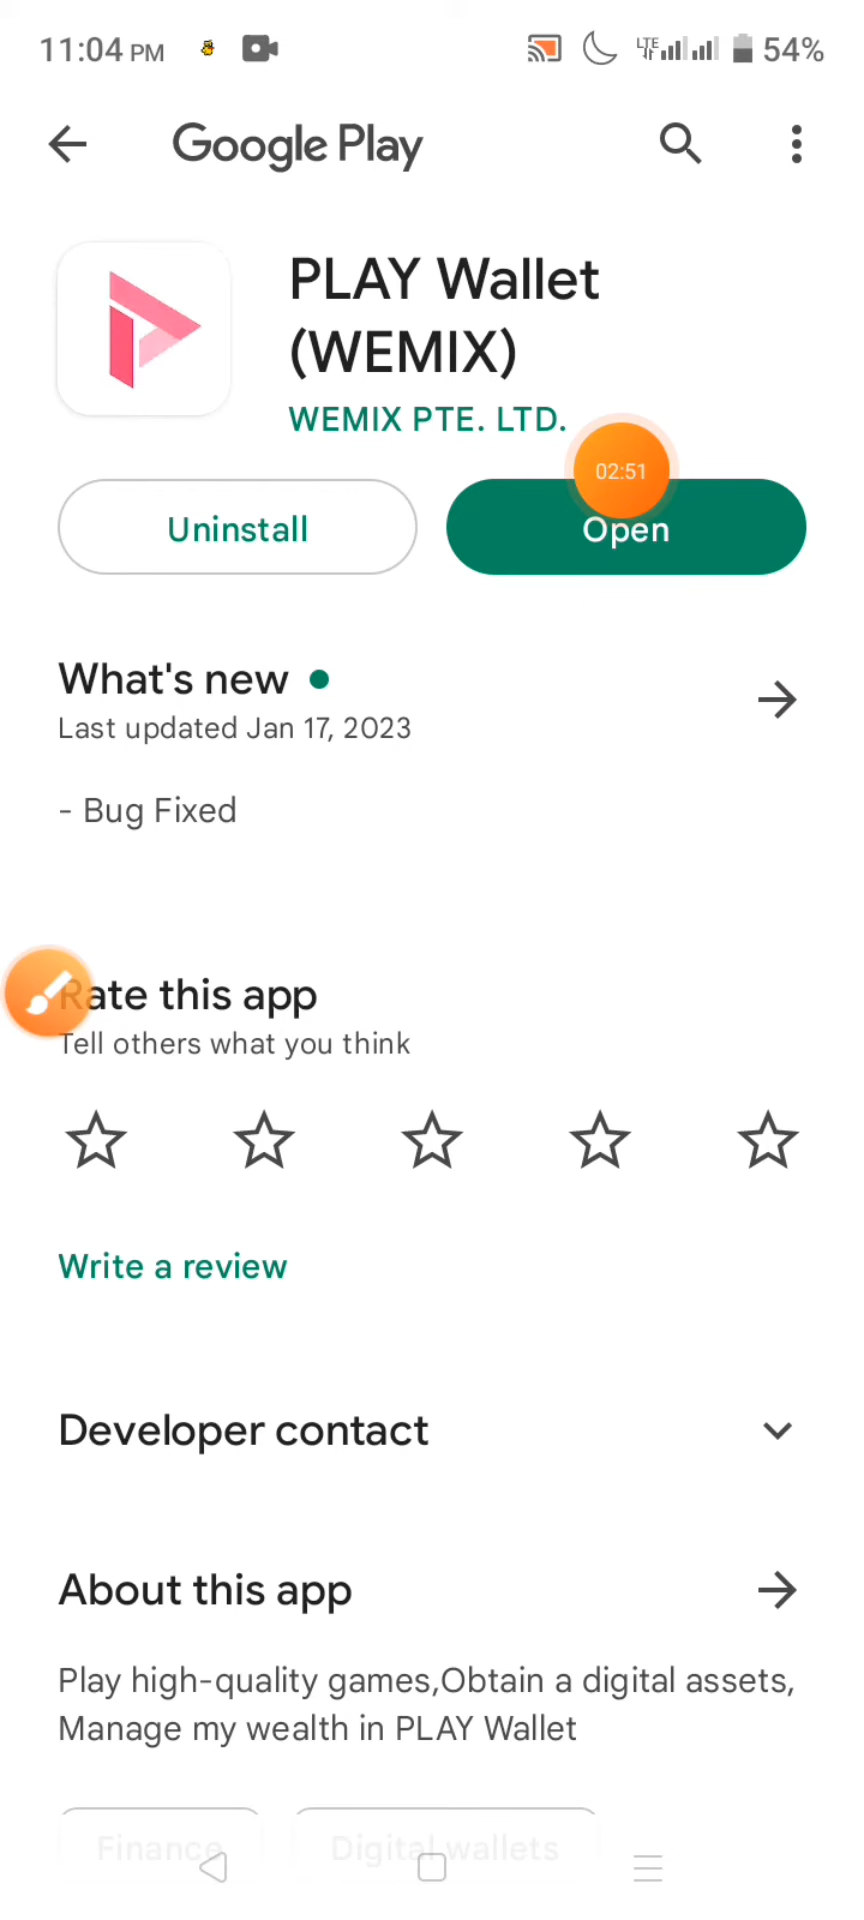 11:04 PM
LTE
54%
Google Play
PLAY Wallet
(WEMIX)
WEMIX PTE. LTD.
02:51
Uninstall
Open
What's new
Last updated Jan 17, 2023
- Bug Fixed
Rate this app
Tell others what you think
Write a review
Developer contact
About this app
Play high-quality games,Obtain a digital assets,
Manage my wealth in PLAY Wallet
Finance
Digital wallets